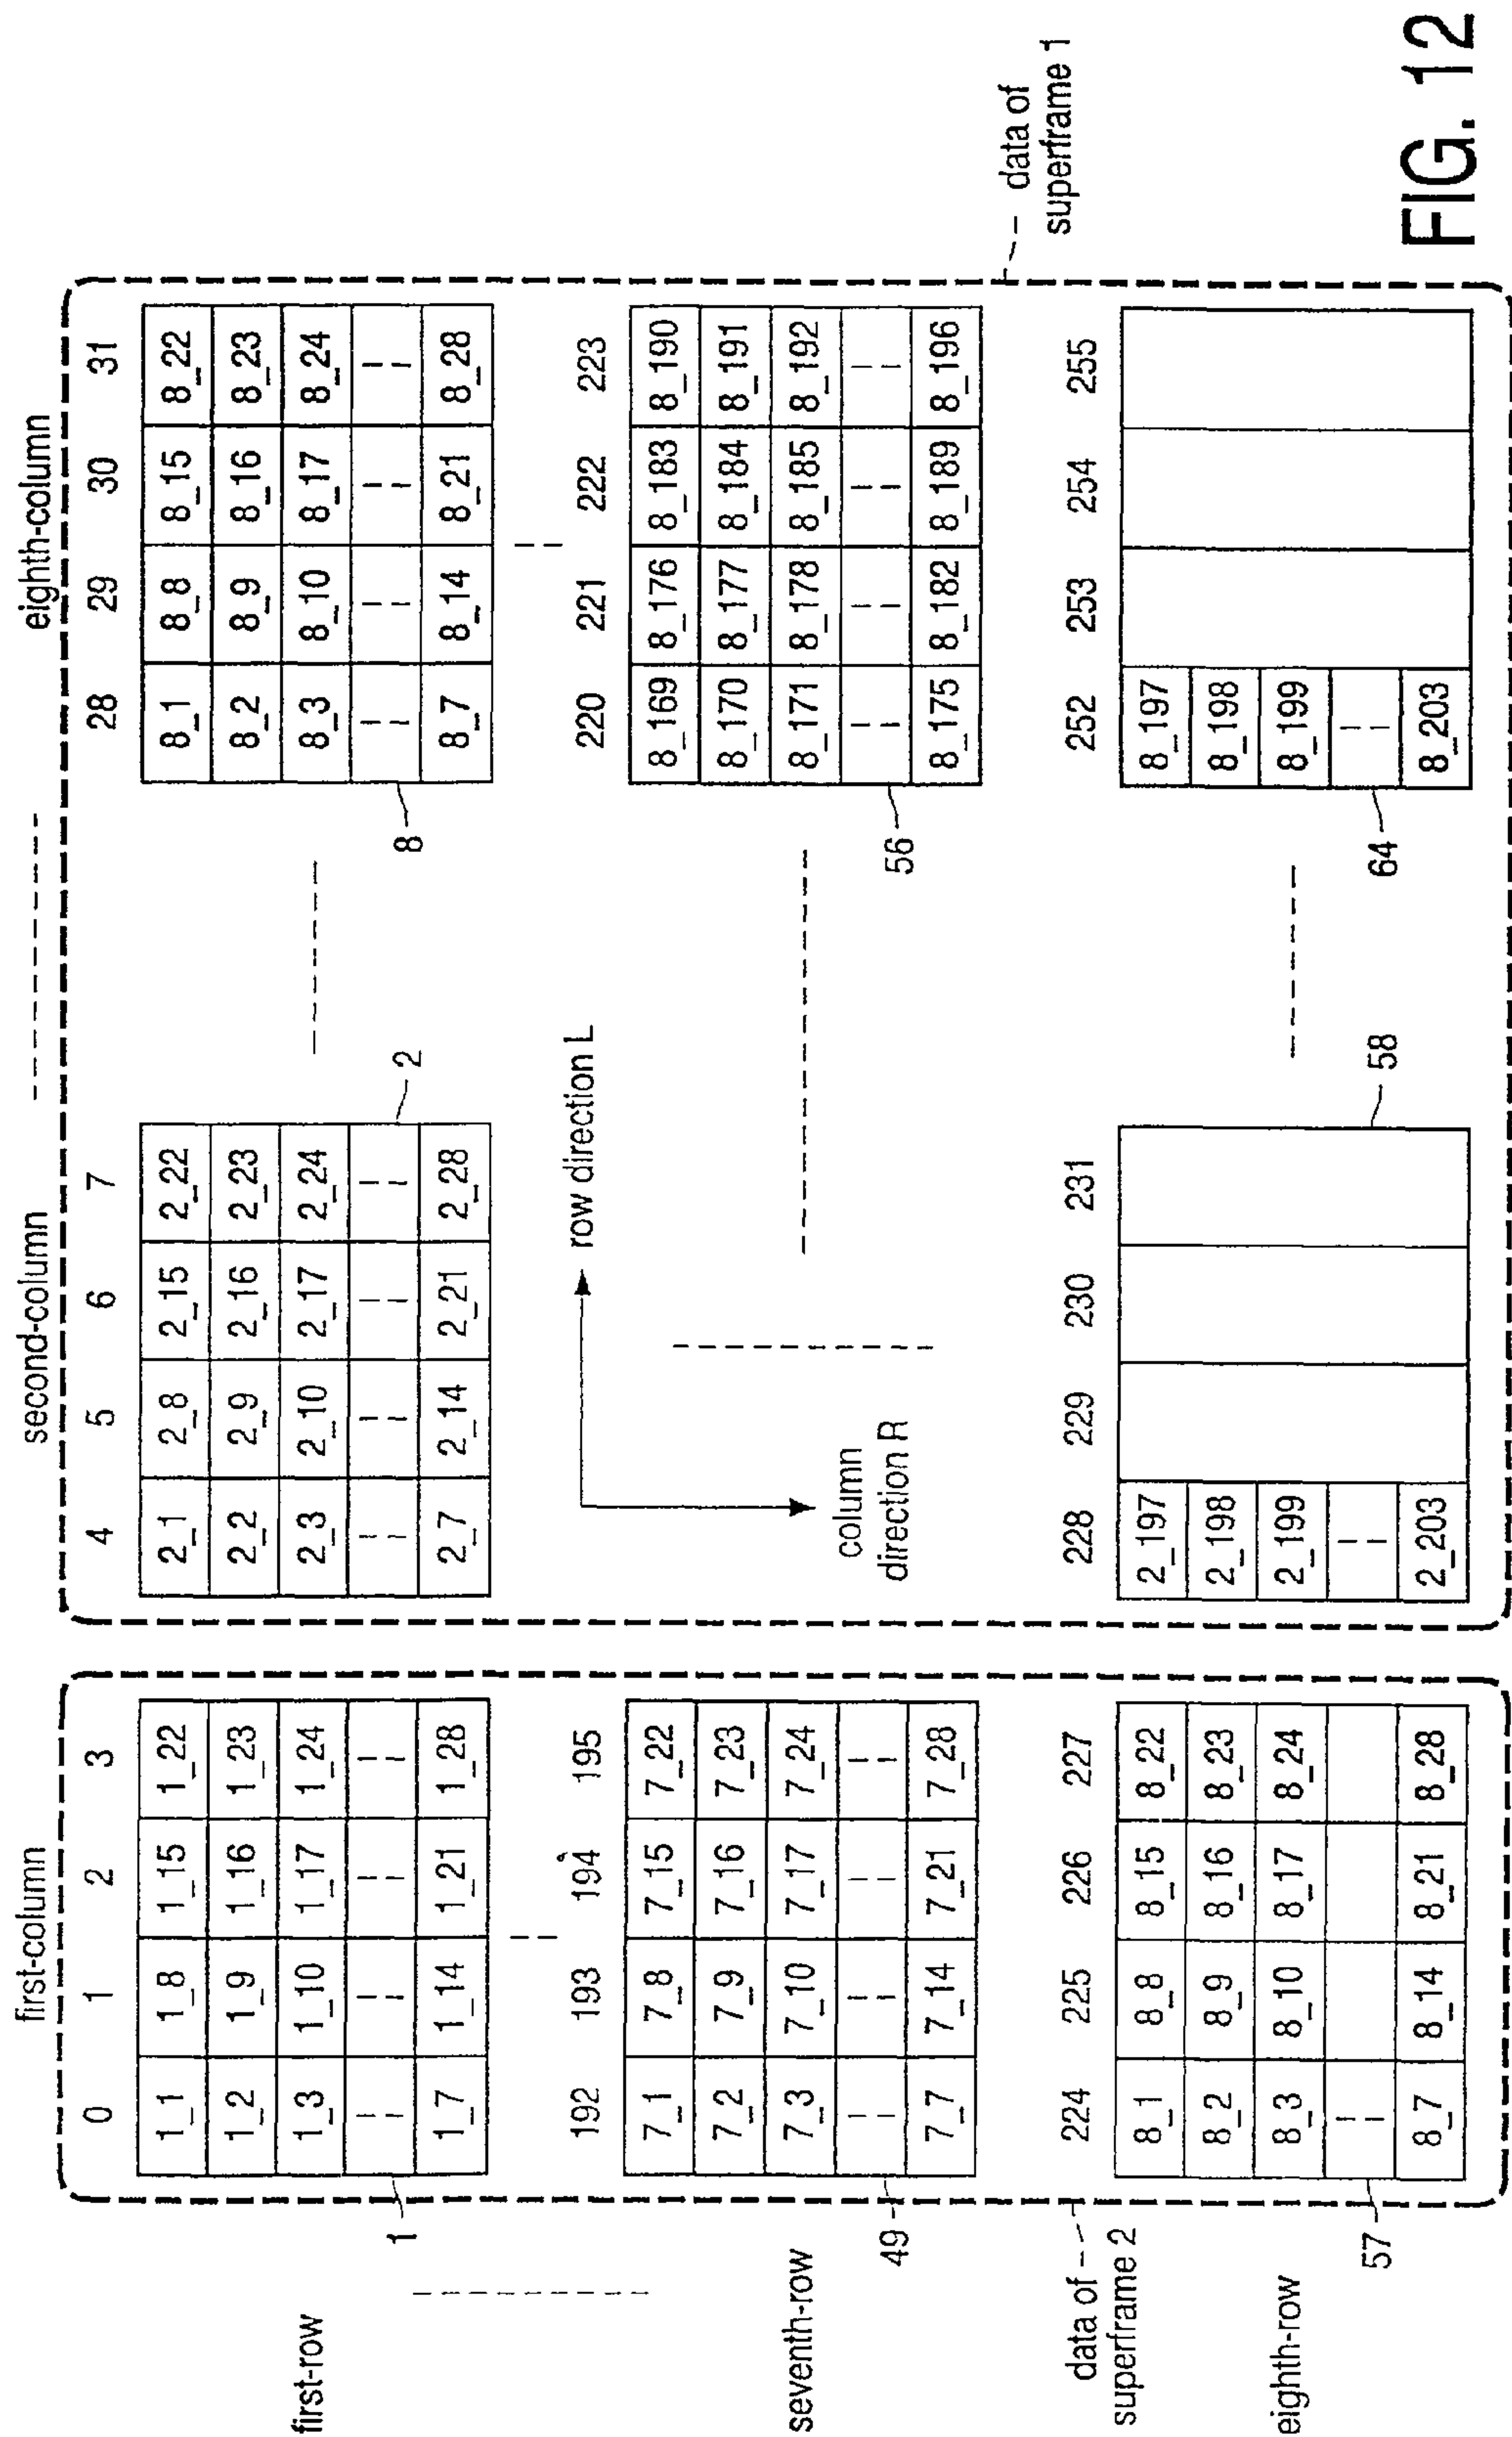 first-column second-column eighth-column
0 1 2 3 4 5 6 7 28 29 30 31
1_1 1_8 1_15 1_22 2_1 2_8 2_15 2_22 8_1 8_8 8_15 8_22
1_2 1_9 1_16 1_23 2_2 2_9 2_16 2_23 8_2 8_9 8_16 8_23
first-row 1_3 1_10 1_17 1_24 2_3 2_10 2_17 2_24 8_3 8_10 8_17 8_24
1_7 1_14 1_21 1_28 2_7 2_14 2_21 2_28 8_7 8_14 8_21 8_28
1 2 8
row direction L
column
direction R
192 193 194 195 220 221 222 223
7_1 7_8 7_15 7_22 8_169 8_176 8_183 8_190
7_2 7_9 7_16 7_23 8_170 8_177 8_184 8_191
seventh-row 7_3 7_10 7_17 7_24 8_171 8_178 8_185 8_192
7_7 7_14 7_21 7_28 8_175 8_182 8_189 8_196
49 56
data of
superframe 1
data of
superframe 2
224 225 226 227 228 229 230 231 252 253 254 255
8_1 8_8 8_15 8_22 2_197 8_197
8_2 8_9 8_16 8_23 2_198 8_198
eighth-row 8_3 8_10 8_17 8_24 2_199 8_199
8_7 8_14 8_21 8_28 2_203 8_203
57 58 64
FIG. 12